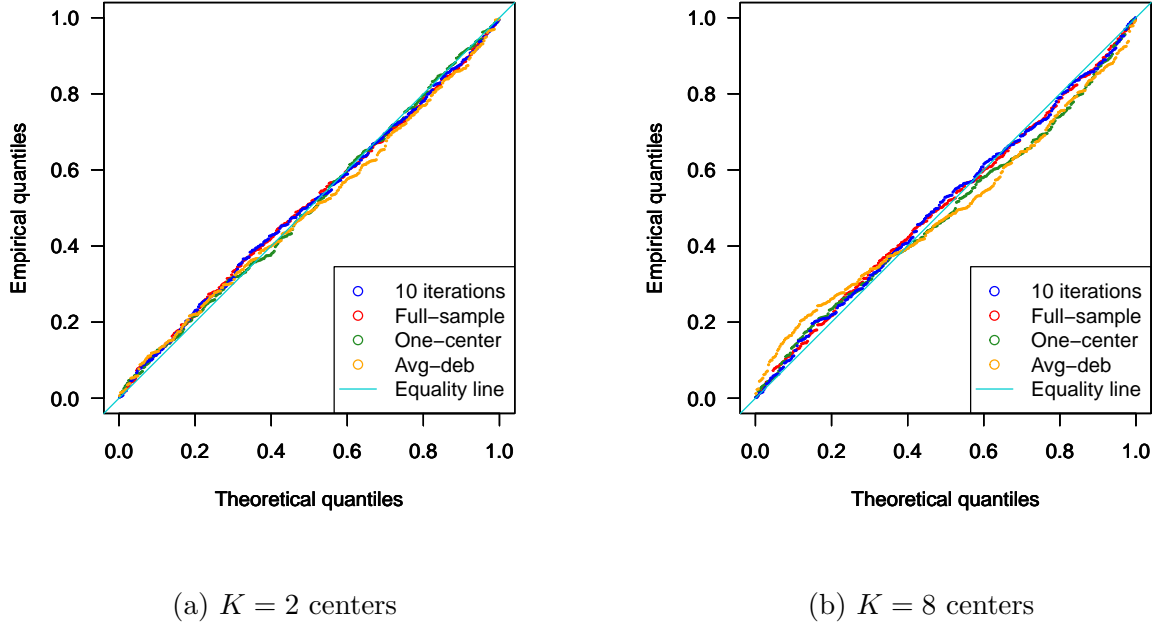 1.0
0.8
0.6
0.4
0.2
0.0
Empirical quantiles
10 iterations
Full-sample
One-center
Avg-deb
Equality line
0.0 0.2 0.4 0.6 0.8 1.0
Theoretical quantiles
(a) K = 2 centers
1.0
0.8
0.6
0.4
0.2
0.0
Empirical quantiles
10 iterations
Full-sample
One-center
Avg-deb
Equality line
0.0 0.2 0.4 0.6 0.8 1.0
Theoretical quantiles
(b) K = 8 centers